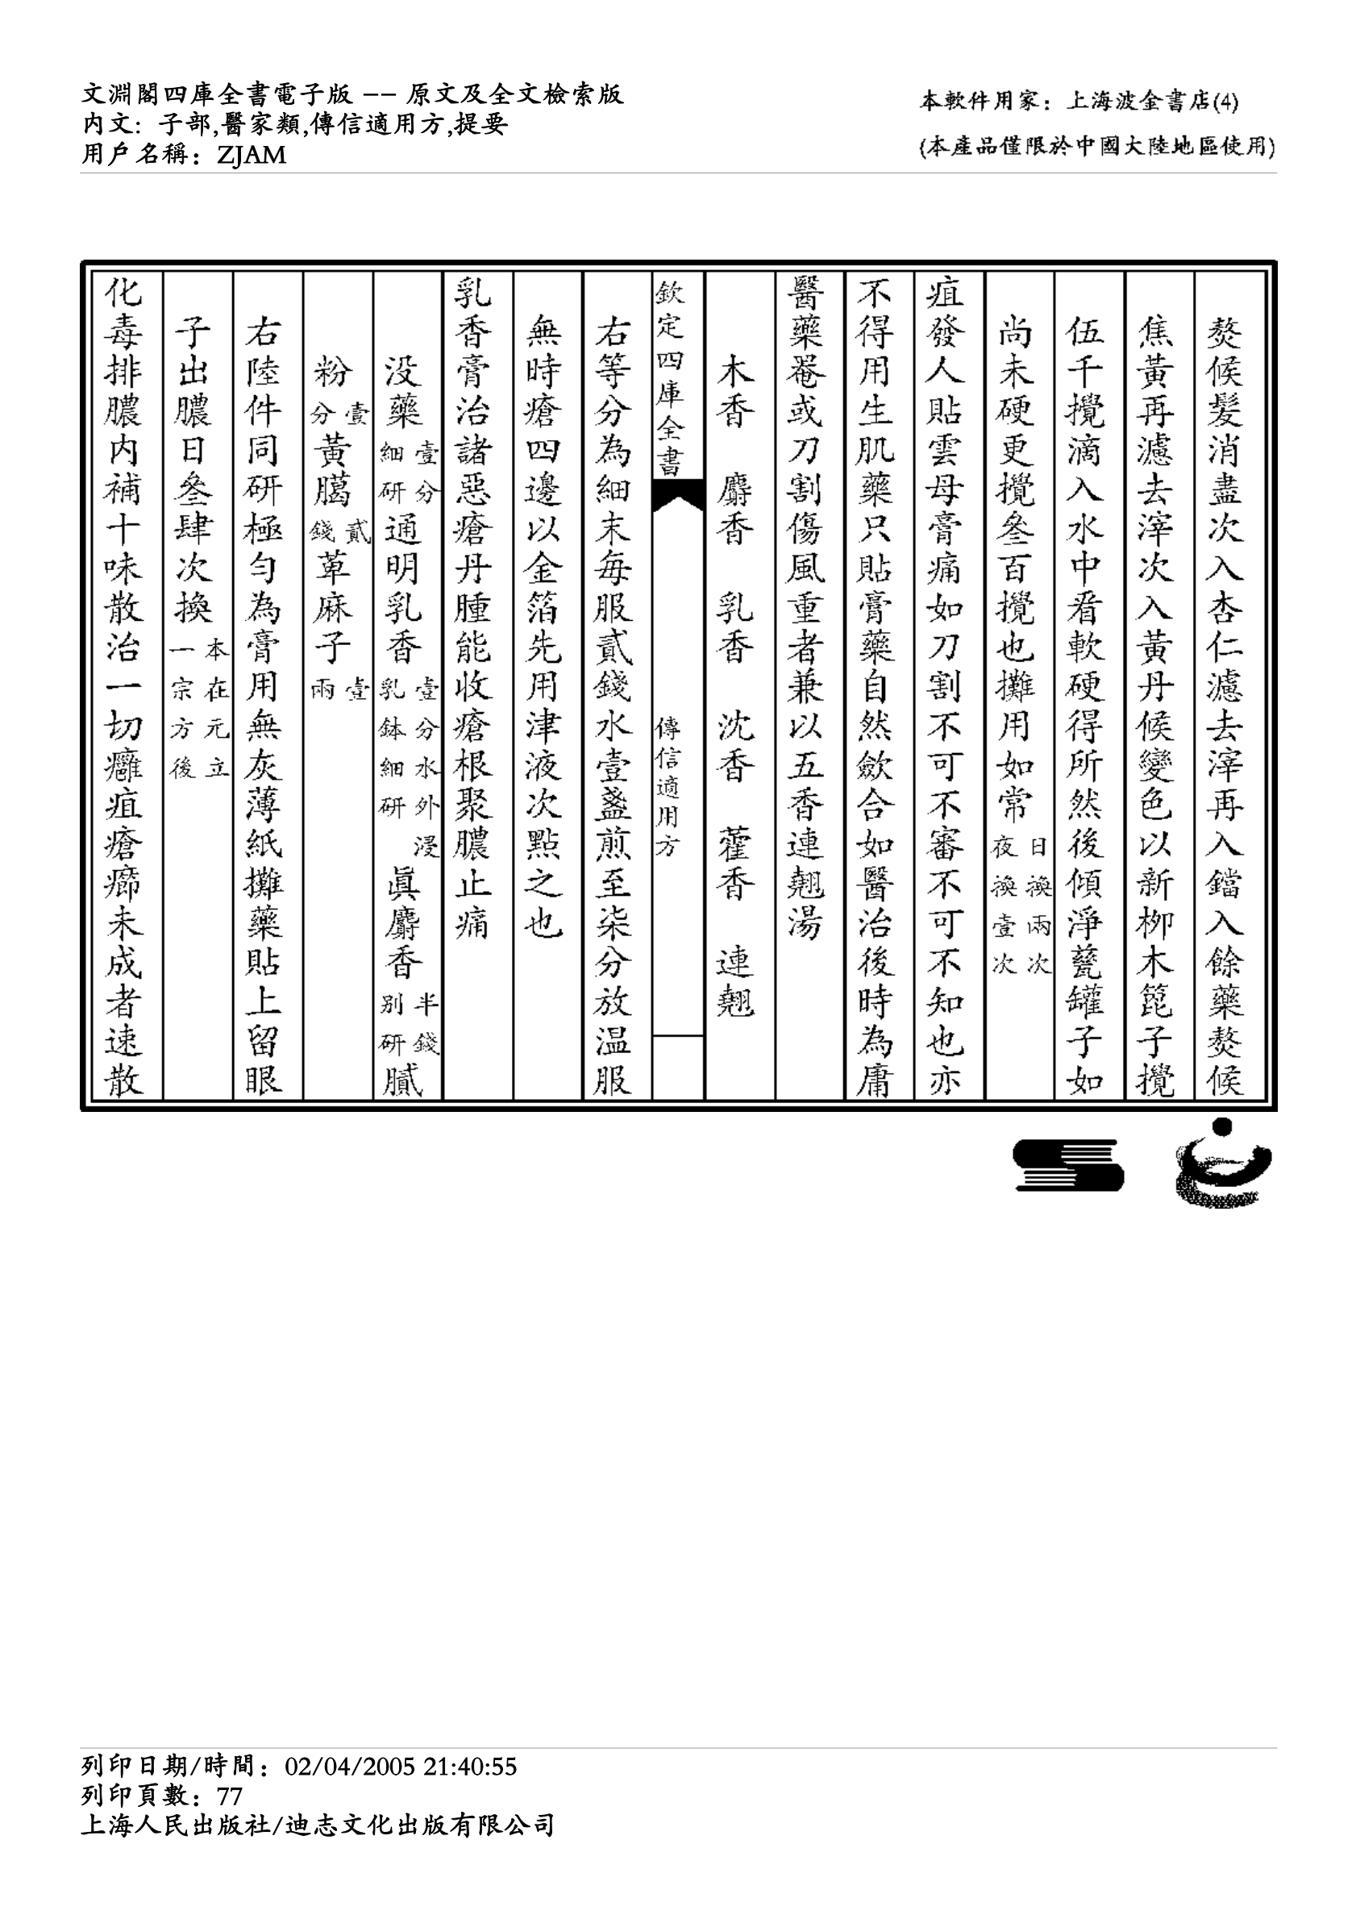 文淵閣四庫全書電子版 -- 原文及全文檢索版
內文: 子部,醫家類,傳信適用方,提要
用戶名稱: ZJAM
本軟件用家: 上海波金書店(4)
(本產品僅限於中國大陸地區使用)
熬候髮消盡次入杏仁濾去滓再入鐺入餘藥熬候
焦黃再濾去滓次入黃丹候變色以新柳木箆子攪
伍千攪滴入水中㸔軟硬得所然後傾淨甆罐子如
尚未硬更攪叁百攪也攤用如常日換兩次夜換壹次
疽發人貼雲母膏痛如刀割不可不審不可不知也亦
不得用生肌藥只貼膏藥自然歛合如醫治後時為庸
醫藥罨或刀割傷風重者兼以五香連翹湯
木香 麝香 乳香 沈香 藿香 連翹
欽定四庫全書
傳信適用方
右等分為細末每服貳錢水壹盞煎至柒分放温服
無時瘡四邊以金箔先用津液次點之也
乳香膏治諸惡瘡丹腫能收瘡根聚膿止痛
没藥壹分細研通明乳香壹分水外浸乳鉢細研眞麝香半錢别研膩
粉壹分黃臈貳錢萆麻子壹兩
右陸件同研極勻為膏用無灰薄紙攤藥貼上留眼
子出膿日叁肆次換本在元立一宗方後
化毒排膿内補十味散治一切癰疽瘡癤未成者速散
列印日期/時間: 02/04/2005 21:40:55
列印頁數: 77
上海人民出版社/迪志文化出版有限公司